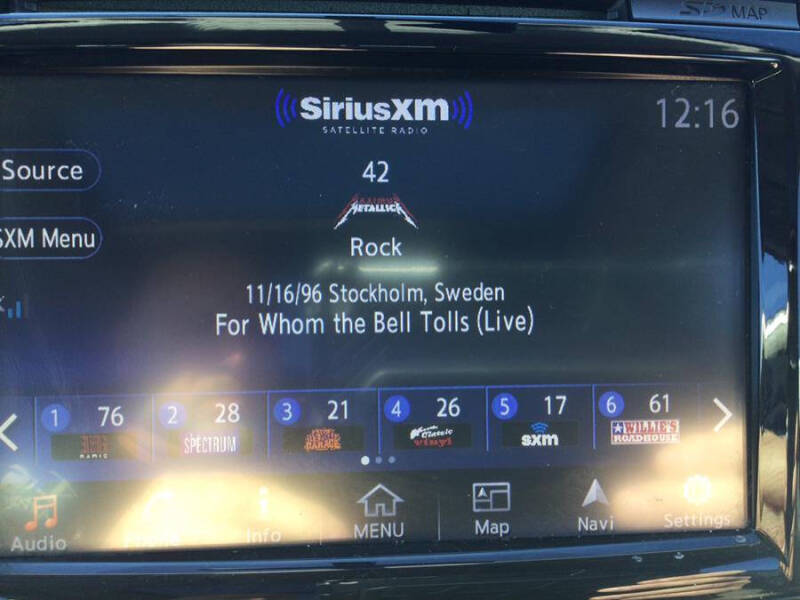 MAP
SiriusXM
SATELLITE RADIO
12:16
Source
42
METALLICA
SXM Menu
Rock
11/16/96 Stockholm, Sweden
For Whom the Bell Tolls (Live)
1 76
2 28
SPECTRUM
3 21
GARAGE
4 26
Classic
vinyl
5 17
sxm
6 61
WILLIE'S
ROADHOUSE
RADIO
Audio
Info
MENU
Map
Navi
Settings